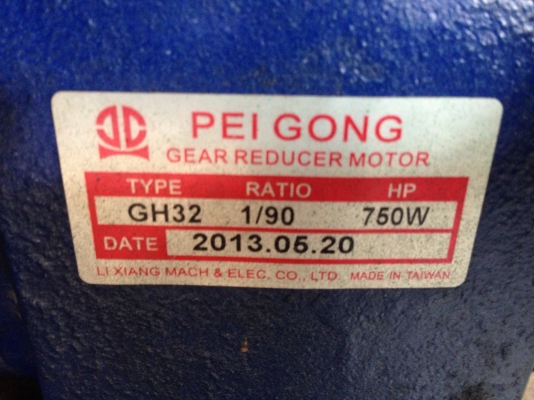 PEI GONG
GEAR REDUCER MOTOR
TYPE RATIO HP
GH32 1/90 750W
DATE 2013.05.20
LI XIANG MACH & ELEC. CO., LTD. MADE IN TAIWAN